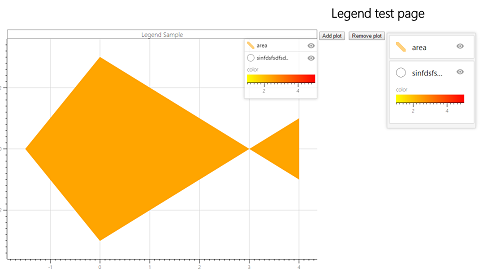 Legend test page
Legend Sample
Add plot
Remove plot
area
sinfdsfsdfsd..
color
2
4
area
sinfdsfs...
color
2
4
-1
0
1
2
3
4